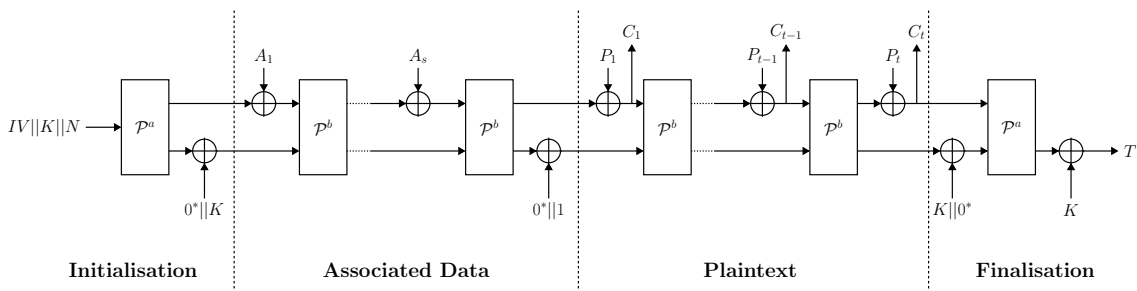 C_1 C_{t-1} C_t
A_1 A_s P_1 P_{t-1} P_t
IV||K||N 𝒫^a 𝒫^b 𝒫^b 𝒫^b 𝒫^b 𝒫^a T
0*||K 0*||1 K||0* K
Initialisation Associated Data Plaintext Finalisation